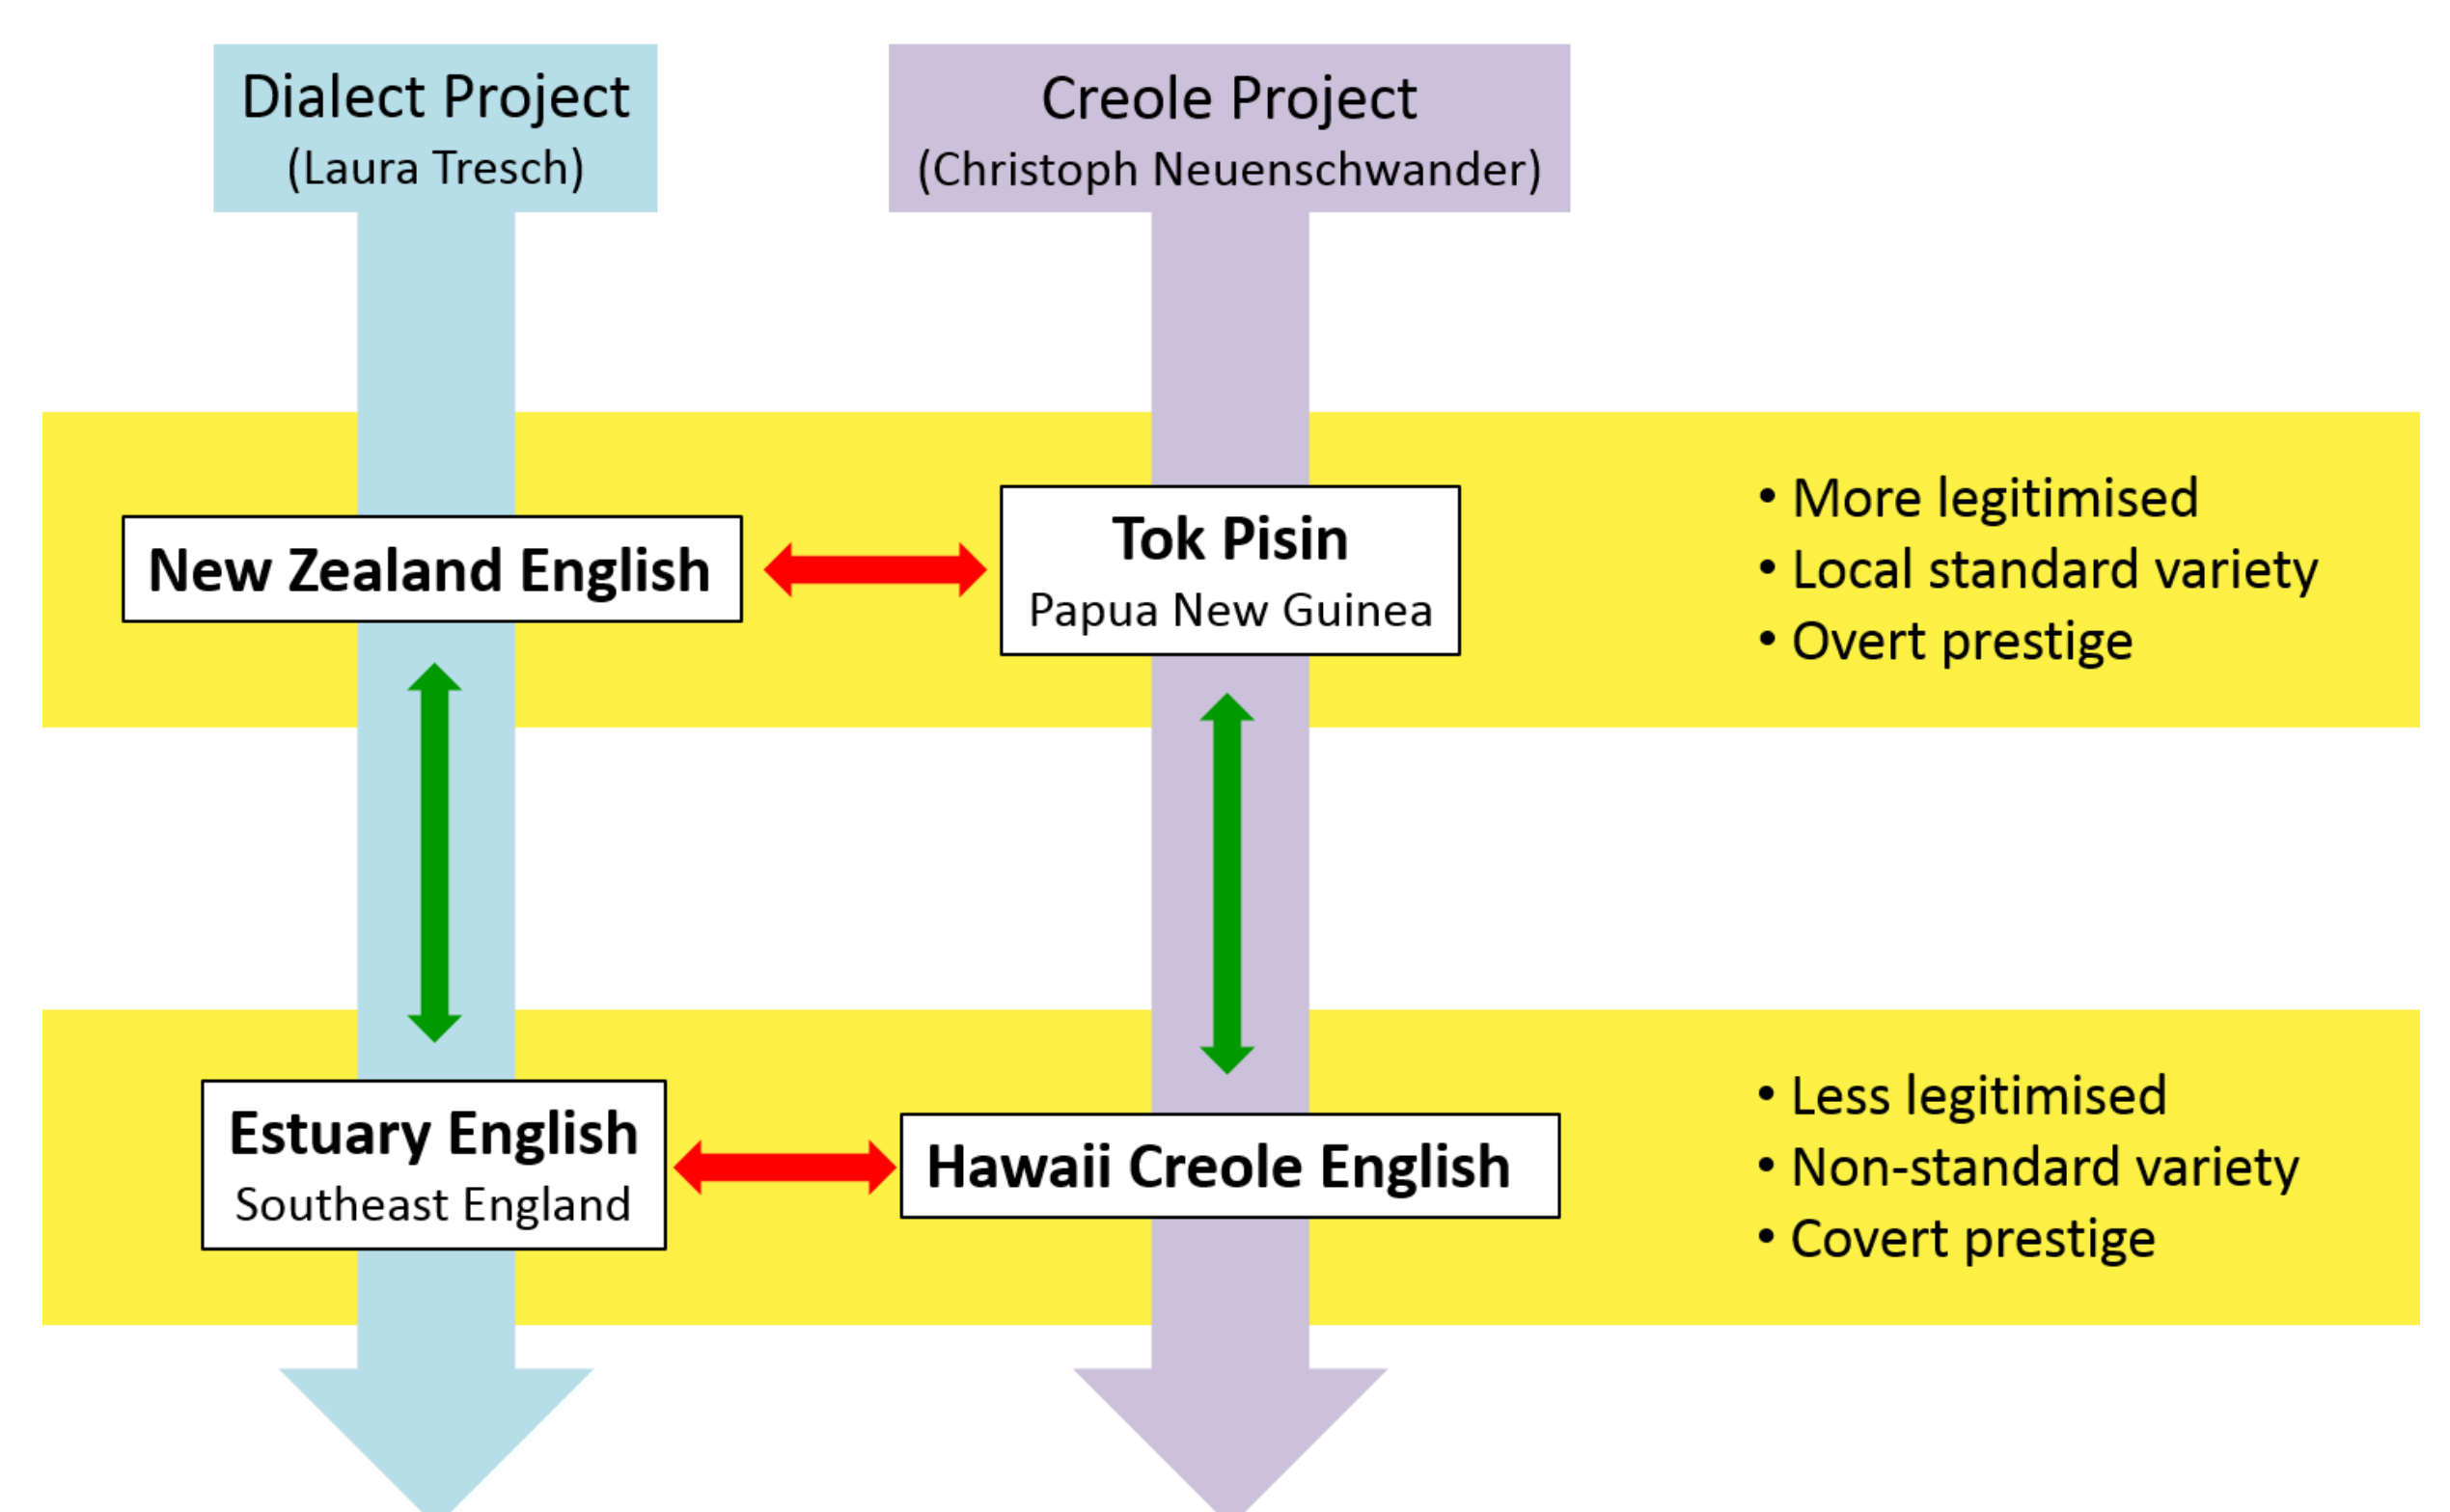 Dialect Project
(Laura Tresch)
Creole Project
(Christoph Neuenschwander)
New Zealand English
Tok Pisin
Papua New Guinea
• More legitimised
• Local standard variety
• Overt prestige
Estuary English
Southeast England
Hawaii Creole English
• Less legitimised
• Non-standard variety
• Covert prestige